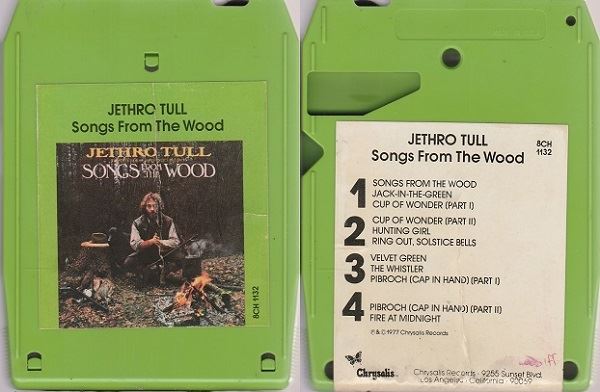 JETHRO TULL
Songs From The Wood
JETHRO TULL
SONGS FROM THE WOOD
8CH 1132
JETHRO TULL
Songs From The Wood
8CH
1132
1
SONGS FROM THE WOOD
JACK-IN-THE-GREEN
CUP OF WONDER (PART I)
2
CUP OF WONDER (PART II)
HUNTING GIRL
RING OUT, SOLSTICE BELLS
3
VELVET GREEN
THE WHISTLER
PIBROCH (CAP IN HAND) (PART I)
4
PIBROCH (CAP IN HAND) (PART II)
FIRE AT MIDNIGHT
℗ & © 1977 Chrysalis Records
Chrysalis
Chrysalis Records · 9255 Sunset Blvd.
Los Angeles · California · 90069